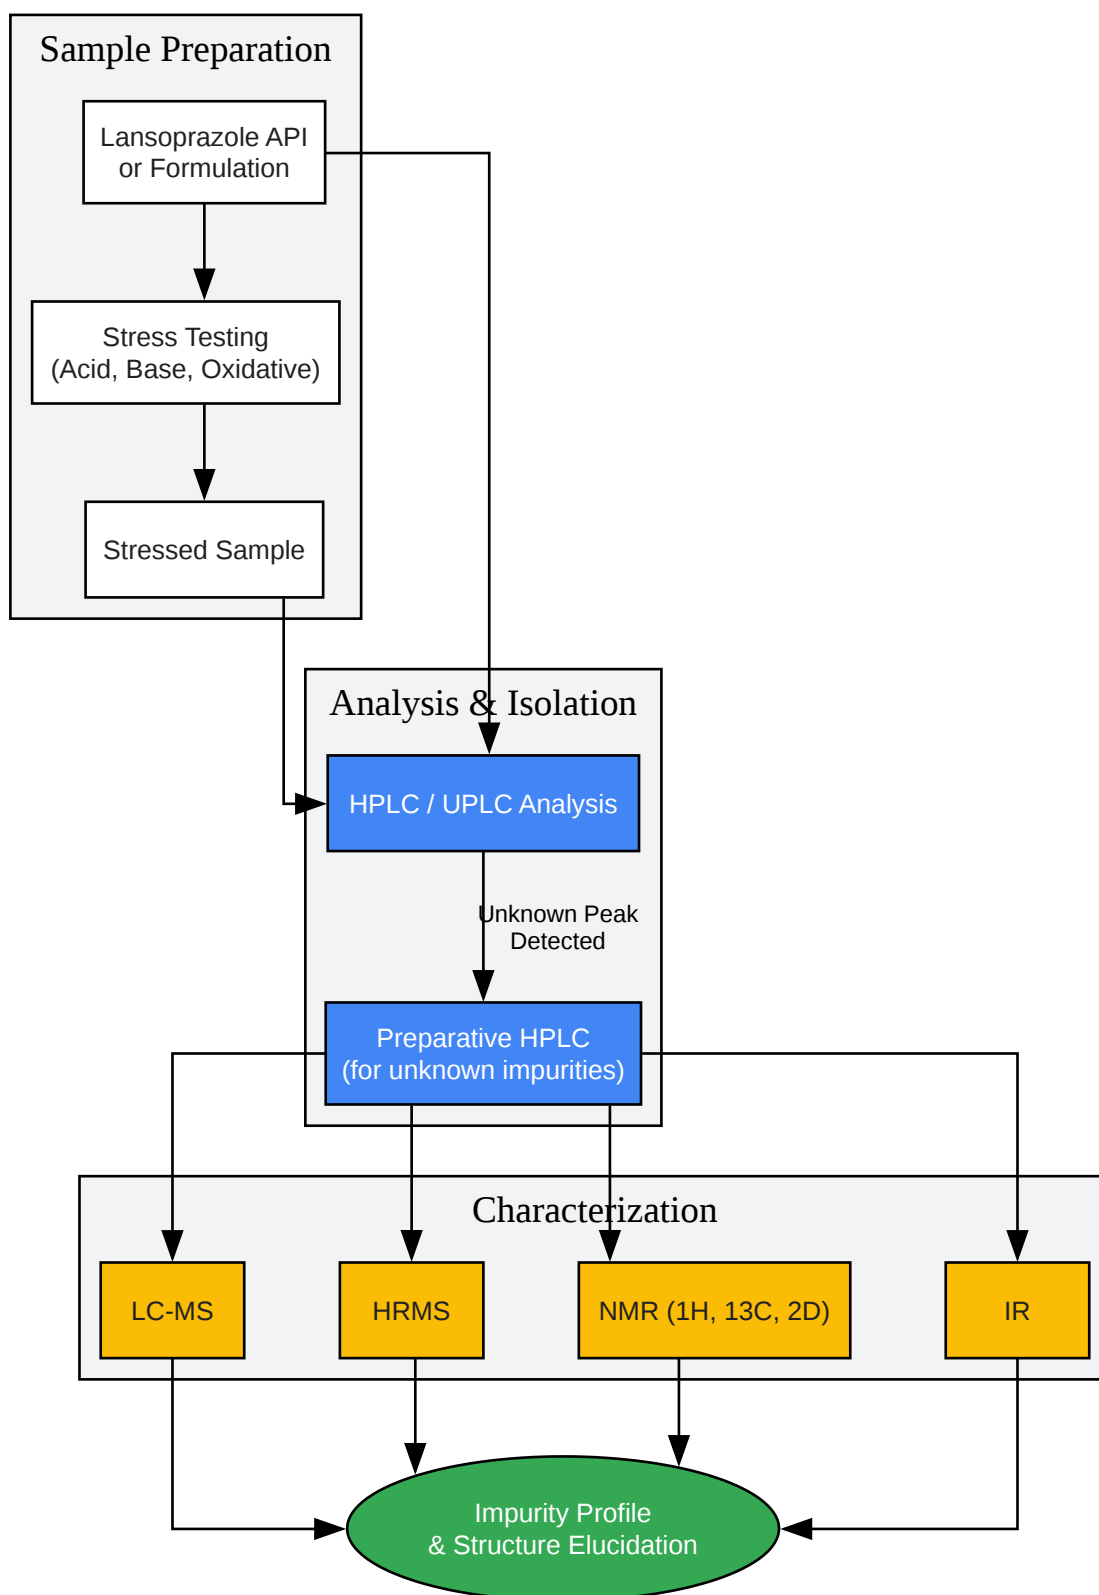 Sample Preparation
Lansoprazole API
or Formulation
Stress Testing
(Acid, Base, Oxidative)
Stressed Sample
Analysis & Isolation
HPLC / UPLC Analysis
Unknown Peak
Detected
Preparative HPLC
(for unknown impurities)
Characterization
LC-MS
HRMS
NMR (1H, 13C, 2D)
IR
Impurity Profile
& Structure Elucidation